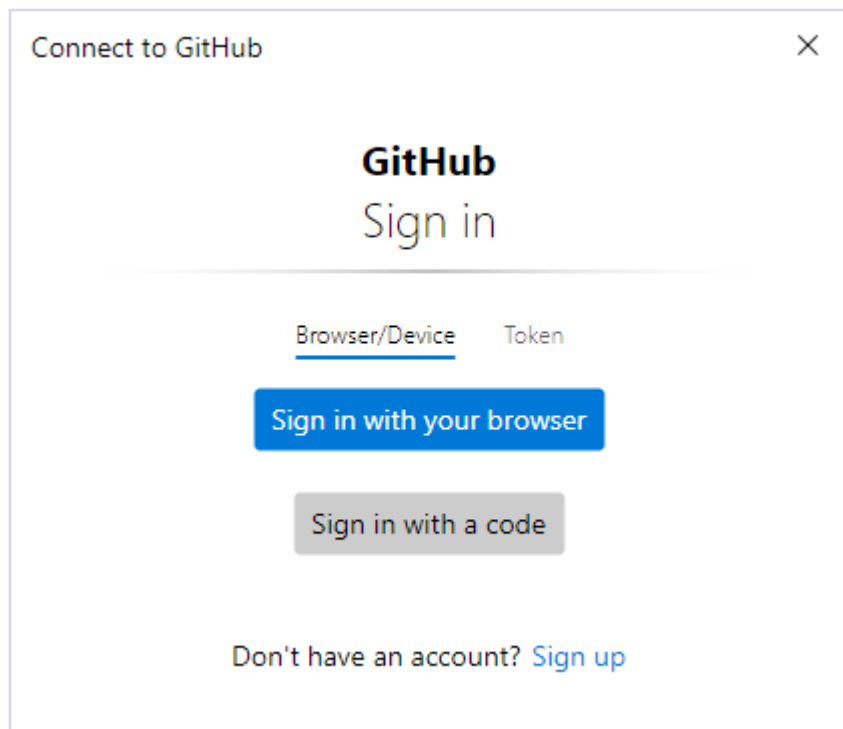 Connect to GitHub
GitHub
Sign in
Browser/Device Token
Sign in with your browser
Sign in with a code
Don't have an account? Sign up